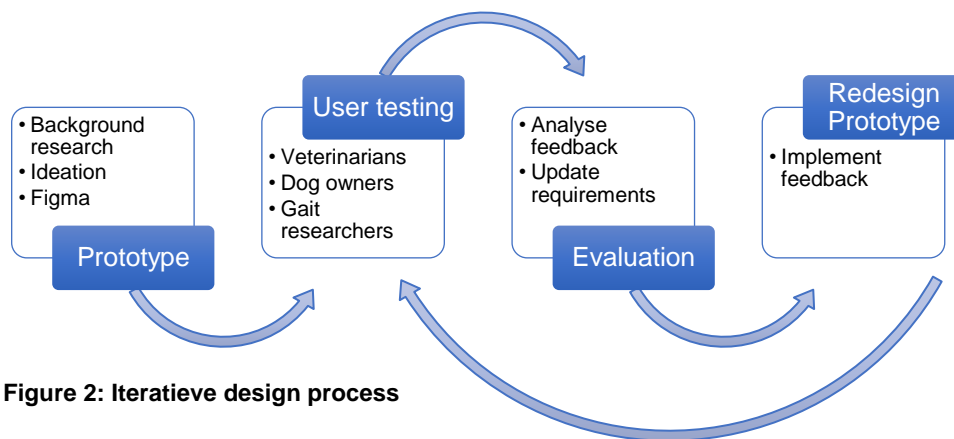 • Background
research
• Ideation
• Figma
Prototype
User testing
• Veterinarians
• Dog owners
• Gait
researchers
• Analyse
feedback
• Update
requirements
Evaluation
Redesign
Prototype
• Implement
feedback
Figure 2: Iteratieve design process